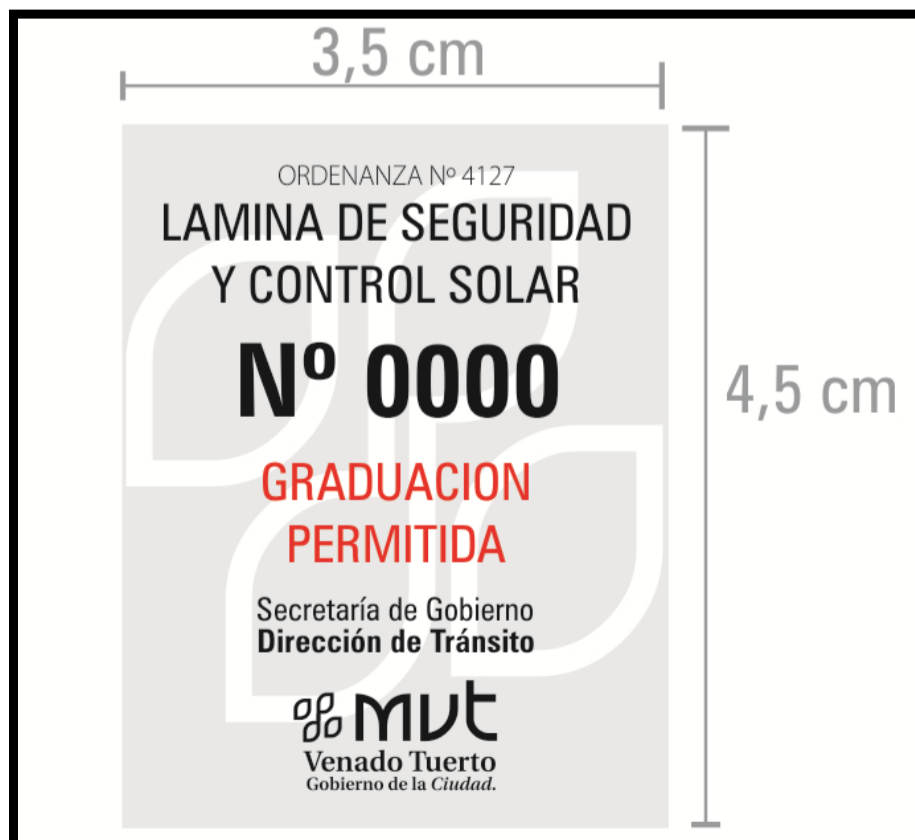 3,5 cm
ORDENANZA Nº 4127
LAMINA DE SEGURIDAD
Y CONTROL SOLAR
Nº 0000
4,5 cm
GRADUACION
PERMITIDA
Secretaría de Gobierno
Dirección de Tránsito
mvt
Venado Tuerto
Gobierno de la Ciudad.